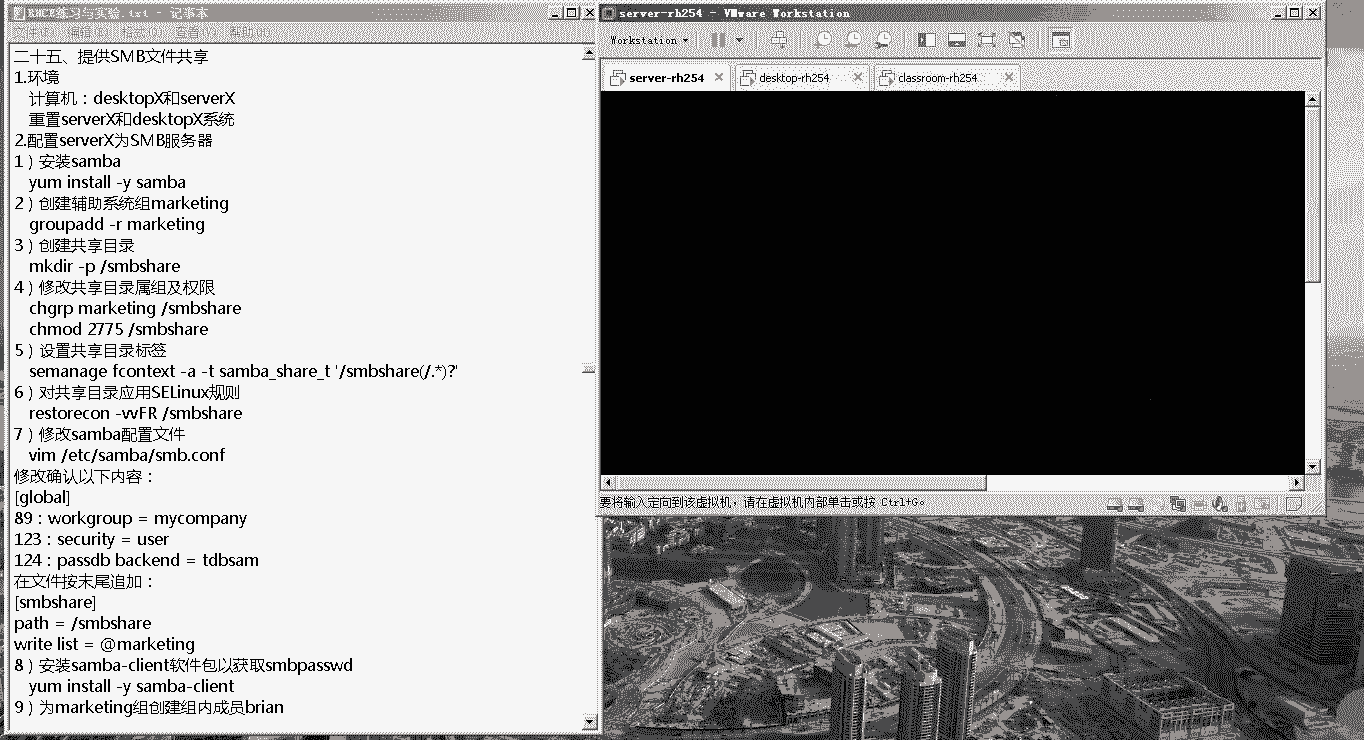 RHCE练习与实验.txt - 记事本
文件(F) 编辑(E) 格式(O) 查看(V) 帮助(H)
二十五、提供SMB文件共享
1.环境
计算机：desktopX和serverX
重置serverX和desktopX系统
2.配置serverX为SMB服务器
1）安装samba
yum install -y samba
2）创建辅助系统组marketing
groupadd -r marketing
3）创建共享目录
mkdir -p /smbshare
4）修改共享目录属组及权限
chgrp marketing /smbshare
chmod 2775 /smbshare
5）设置共享目录标签
semanage fcontext -a -t samba_share_t '/smbshare(/.*)?'
6）对共享目录应用SELinux规则
restorecon -vvFR /smbshare
7）修改samba配置文件
vim /etc/samba/smb.conf
修改确认以下内容：
[global]
89：workgroup = mycompany
123：security = user
124：passdb backend = tdbsam
在文件按末尾追加：
[smbshare]
path = /smbshare
write list = @marketing
8）安装samba-client软件包以获取smbpasswd
yum install -y samba-client
9）为marketing组创建组内成员brian
server-rh254 - VMware Workstation
Workstation
server-rh254
desktop-rh254
classroom-rh254
要将输入定向到该虚拟机，请在虚拟机内部单击或按 Ctrl+G。